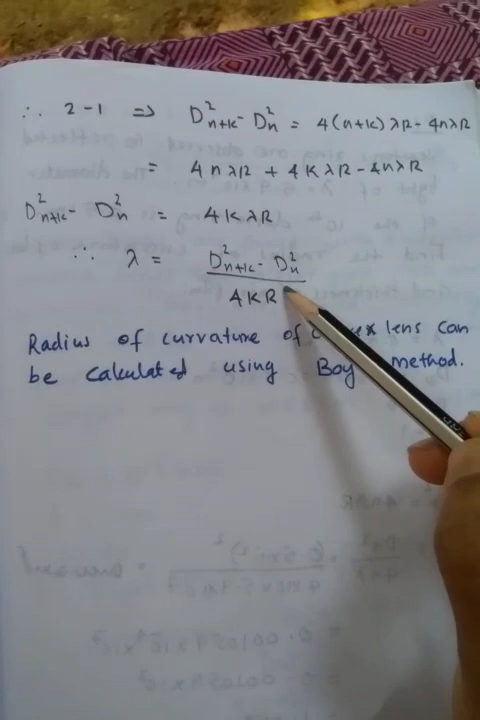 ∴ 2-1 ⇒ D²n+k - D²n = 4(n+k)λR - 4nλR
= 4nλR + 4KλR - 4nλR
D²n+k - D²n = 4KλR
∴ λ = D²n+k - D²n
4KR
Radius of curvature of lens can
be calculated using method.